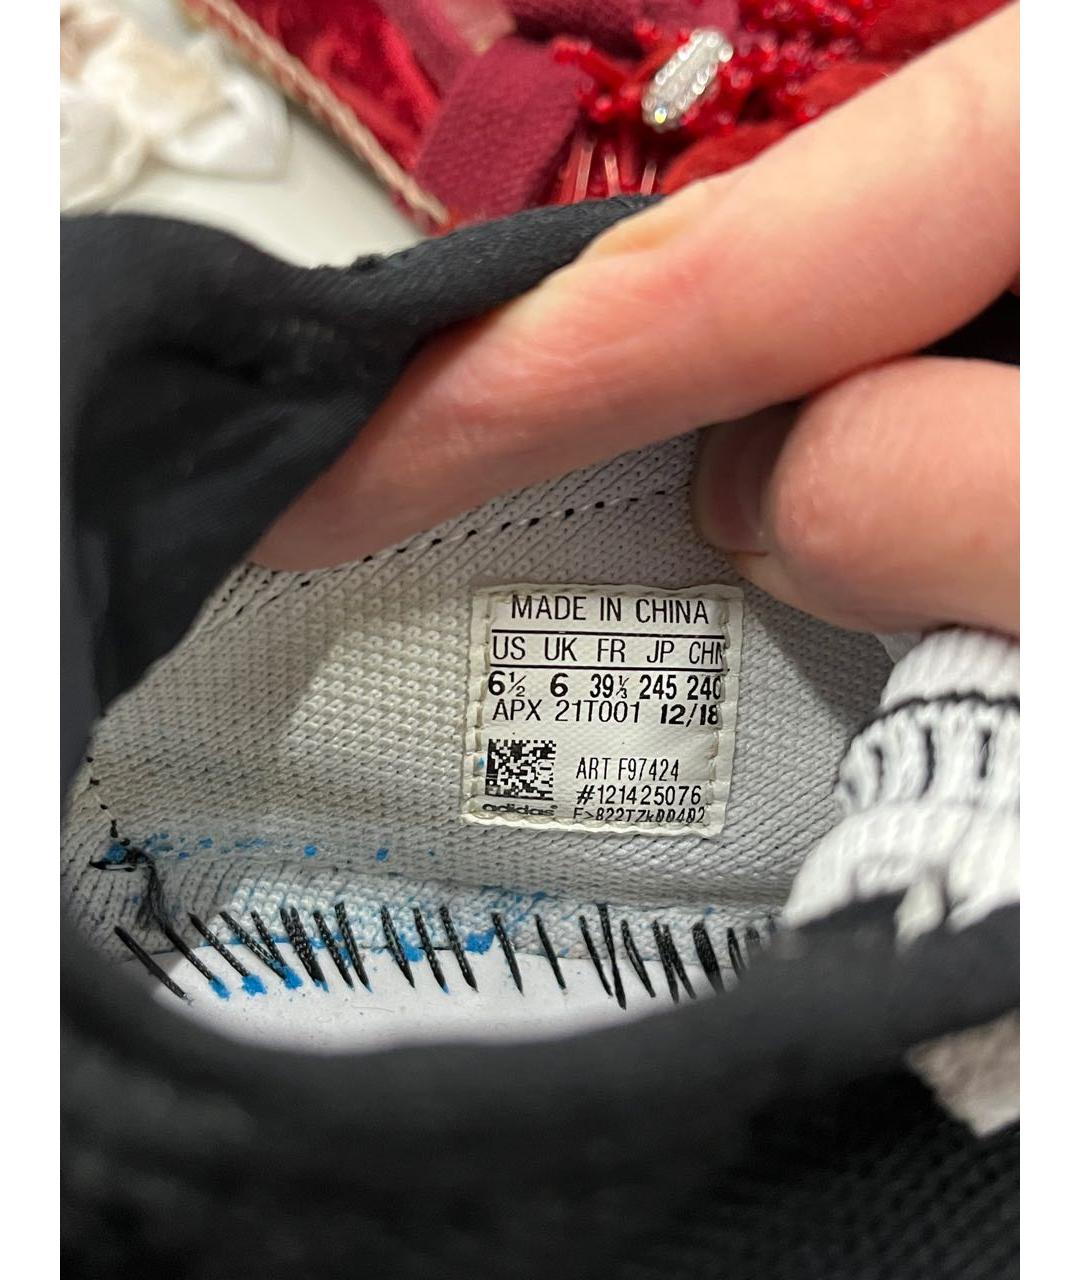 MADE IN CHINA
US UK FR JP CHN
6½ 6 39⅓ 245 240
APX 21T001 12/18
ART F97424
#121425076
adidas